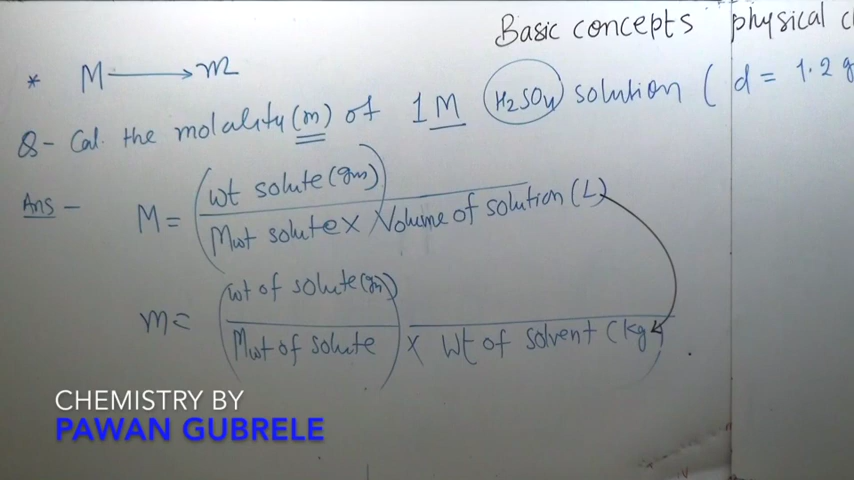 Basic concepts physical c
* M → m
Q- Cal. the molality (m) of 1M H2SO4 solution ( d = 1.2 g
Ans - M = wt solute (gm)
Mwt solute x Volume of solution (L)
m = wt of solute (gm)
Mwt of solute x Wt of solvent (kg)
CHEMISTRY BY
PAWAN GUBRELE